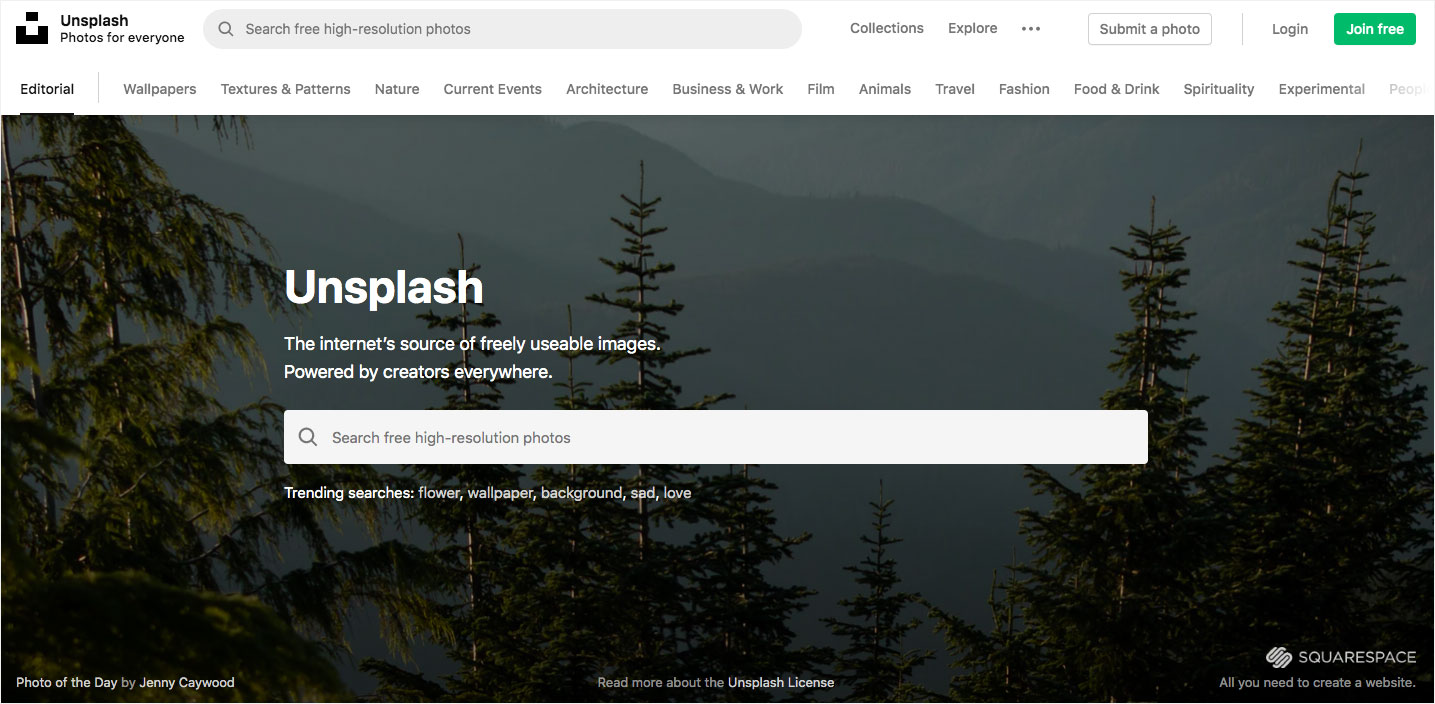 Unsplash
Photos for everyone
Search free high-resolution photos
Collections
Explore
Submit a photo
Login
Join free
Editorial
Wallpapers
Textures & Patterns
Nature
Current Events
Architecture
Business & Work
Film
Animals
Travel
Fashion
Food & Drink
Spirituality
Experimental
Peopl
Unsplash
The internet’s source of freely useable images.
Powered by creators everywhere.
Search free high-resolution photos
Trending searches: flower, wallpaper, background, sad, love
Photo of the Day by Jenny Caywood
Read more about the Unsplash License
SQUARESPACE
All you need to create a website.